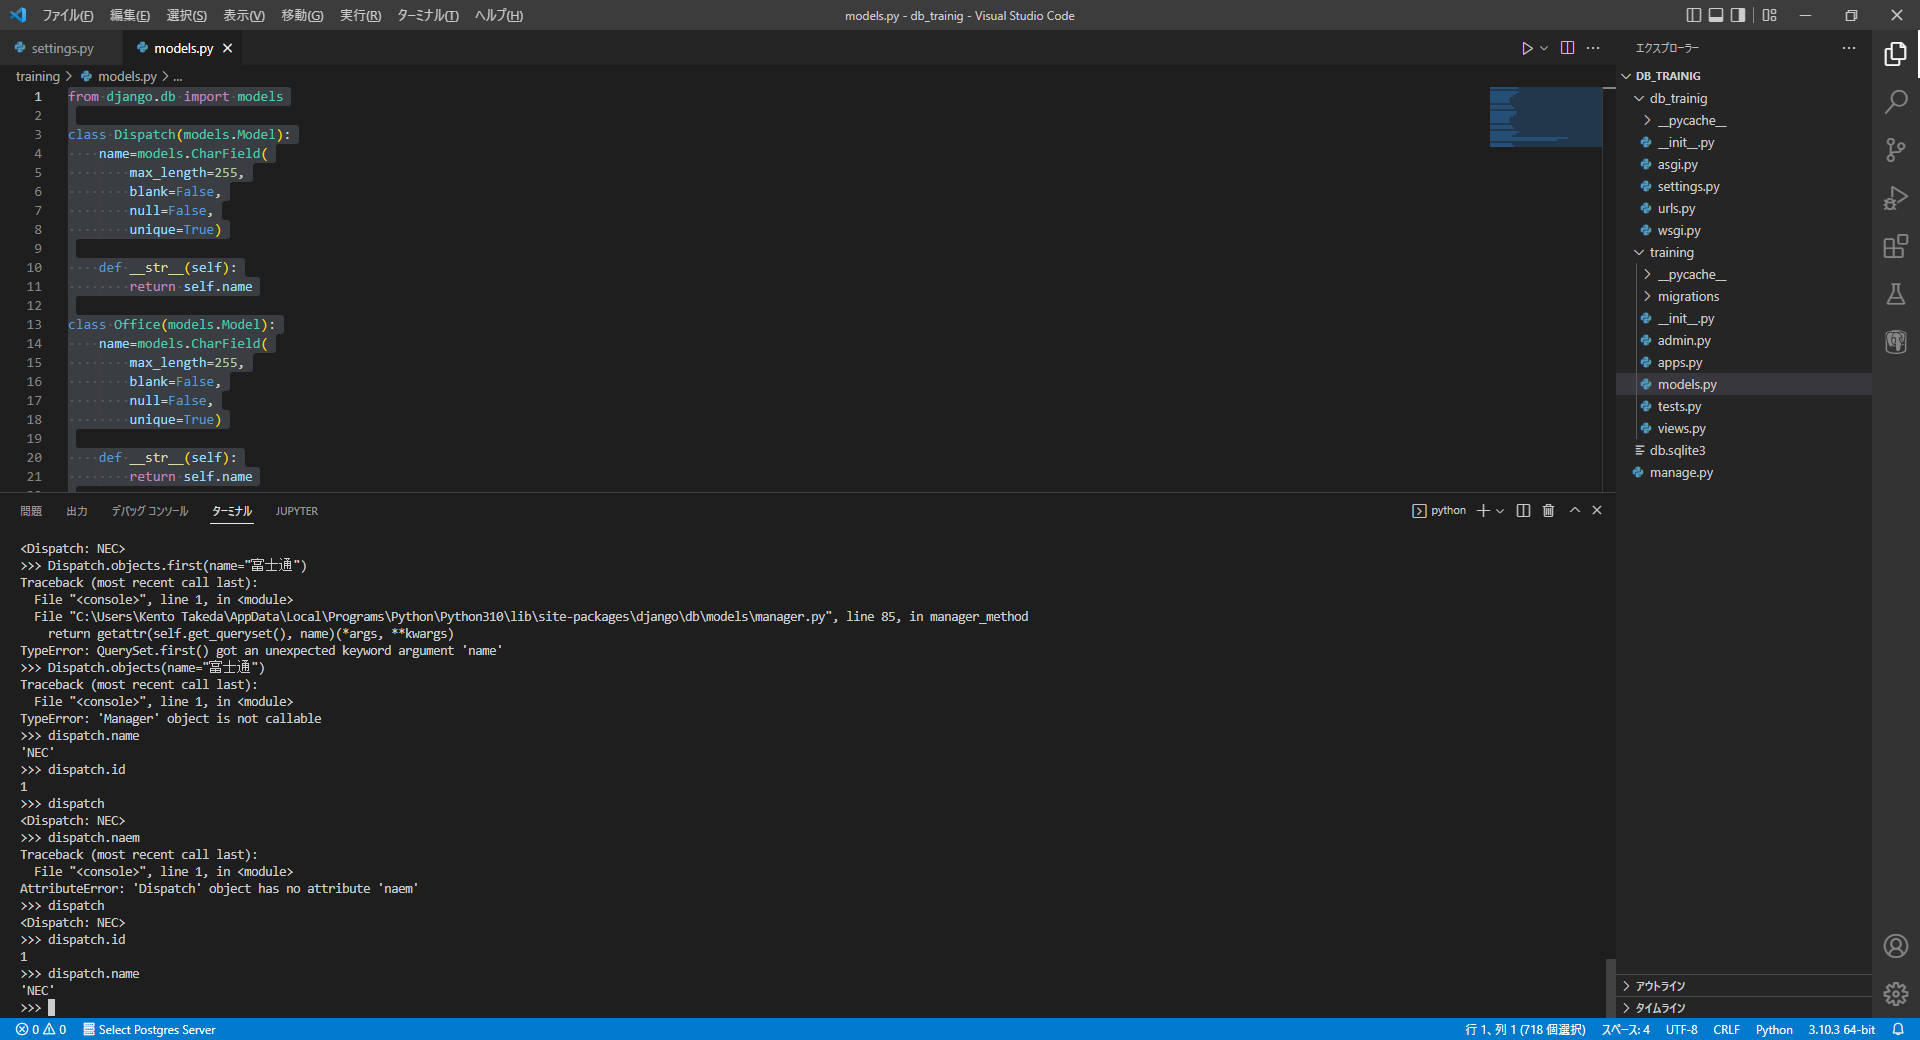 ファイル(F) 編集(E) 選択(S) 表示(V) 移動(G) 実行(R) ターミナル(T) ヘルプ(H)
models.py - db_trainig - Visual Studio Code
settings.py
models.py
training > models.py > ...
1 from django.db import models
2
3 class Dispatch(models.Model):
4 name=models.CharField(
5 max_length=255,
6 blank=False,
7 null=False,
8 unique=True)
9
10 def __str__(self):
11 return self.name
12
13 class Office(models.Model):
14 name=models.CharField(
15 max_length=255,
16 blank=False,
17 null=False,
18 unique=True)
19
20 def __str__(self):
21 return self.name
問題 出力 デバッグ コンソール ターミナル JUPYTER
python
<Dispatch: NEC>
>>> Dispatch.objects.first(name="富士通")
Traceback (most recent call last):
File "<console>", line 1, in <module>
File "C:\Users\Kento Takeda\AppData\Local\Programs\Python\Python310\lib\site-packages\django\db\models\manager.py", line 85, in manager_method
return getattr(self.get_queryset(), name)(*args, **kwargs)
TypeError: QuerySet.first() got an unexpected keyword argument 'name'
>>> Dispatch.objects(name="富士通")
Traceback (most recent call last):
File "<console>", line 1, in <module>
TypeError: 'Manager' object is not callable
>>> dispatch.name
'NEC'
>>> dispatch.id
1
>>> dispatch
<Dispatch: NEC>
>>> dispatch.naem
Traceback (most recent call last):
File "<console>", line 1, in <module>
AttributeError: 'Dispatch' object has no attribute 'naem'
>>> dispatch
<Dispatch: NEC>
>>> dispatch.id
1
>>> dispatch.name
'NEC'
>>>
エクスプローラー
DB_TRAINIG
db_trainig
__pycache__
__init__.py
asgi.py
settings.py
urls.py
wsgi.py
training
__pycache__
migrations
__init__.py
admin.py
apps.py
models.py
tests.py
views.py
db.sqlite3
manage.py
アウトライン
タイムライン
0 0 Select Postgres Server
行 1、列 1 (718 個選択) スペース: 4 UTF-8 CRLF Python 3.10.3 64-bit